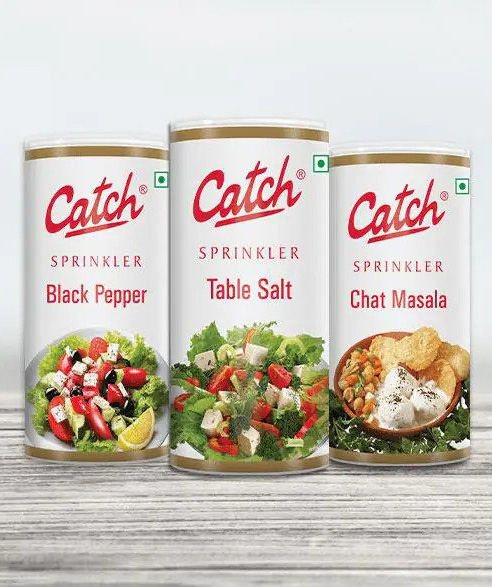 Catch®
SPRINKLER
Black Pepper
Catch®
SPRINKLER
Table Salt
Catch®
SPRINKLER
Chat Masala